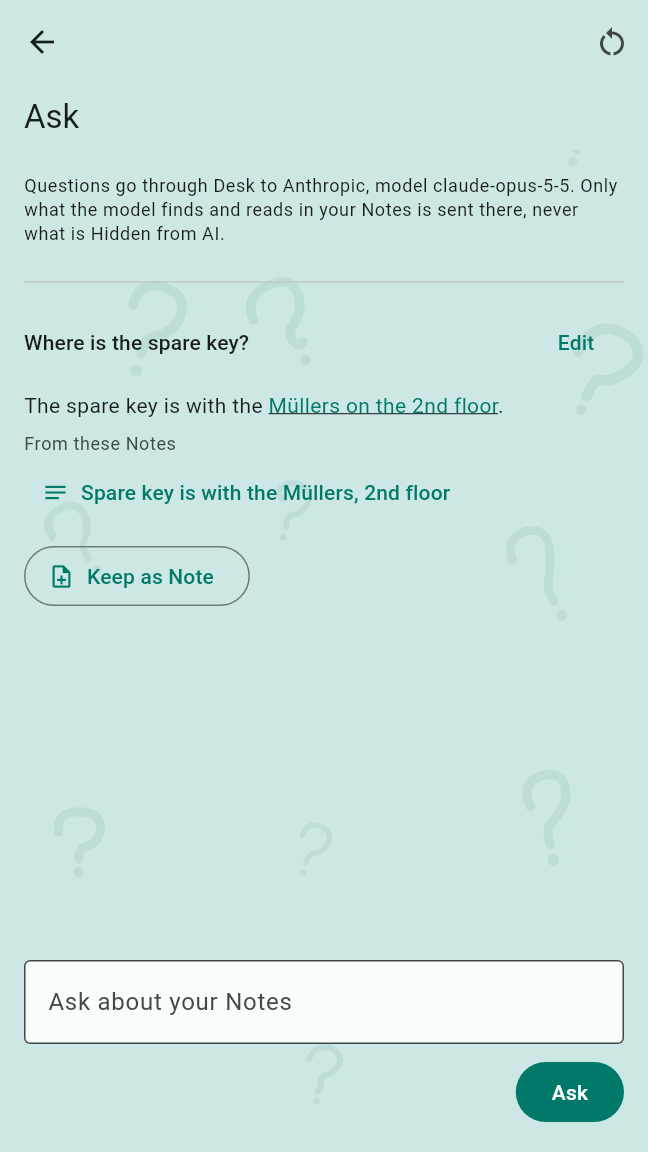 Ask
Questions go through Desk to Anthropic, model claude-opus-5-5. Only
what the model finds and reads in your Notes is sent there, never
what is Hidden from AI.
Where is the spare key?
Edit
The spare key is with the Müllers on the 2nd floor.
From these Notes
Spare key is with the Müllers, 2nd floor
Keep as Note
Ask about your Notes
Ask